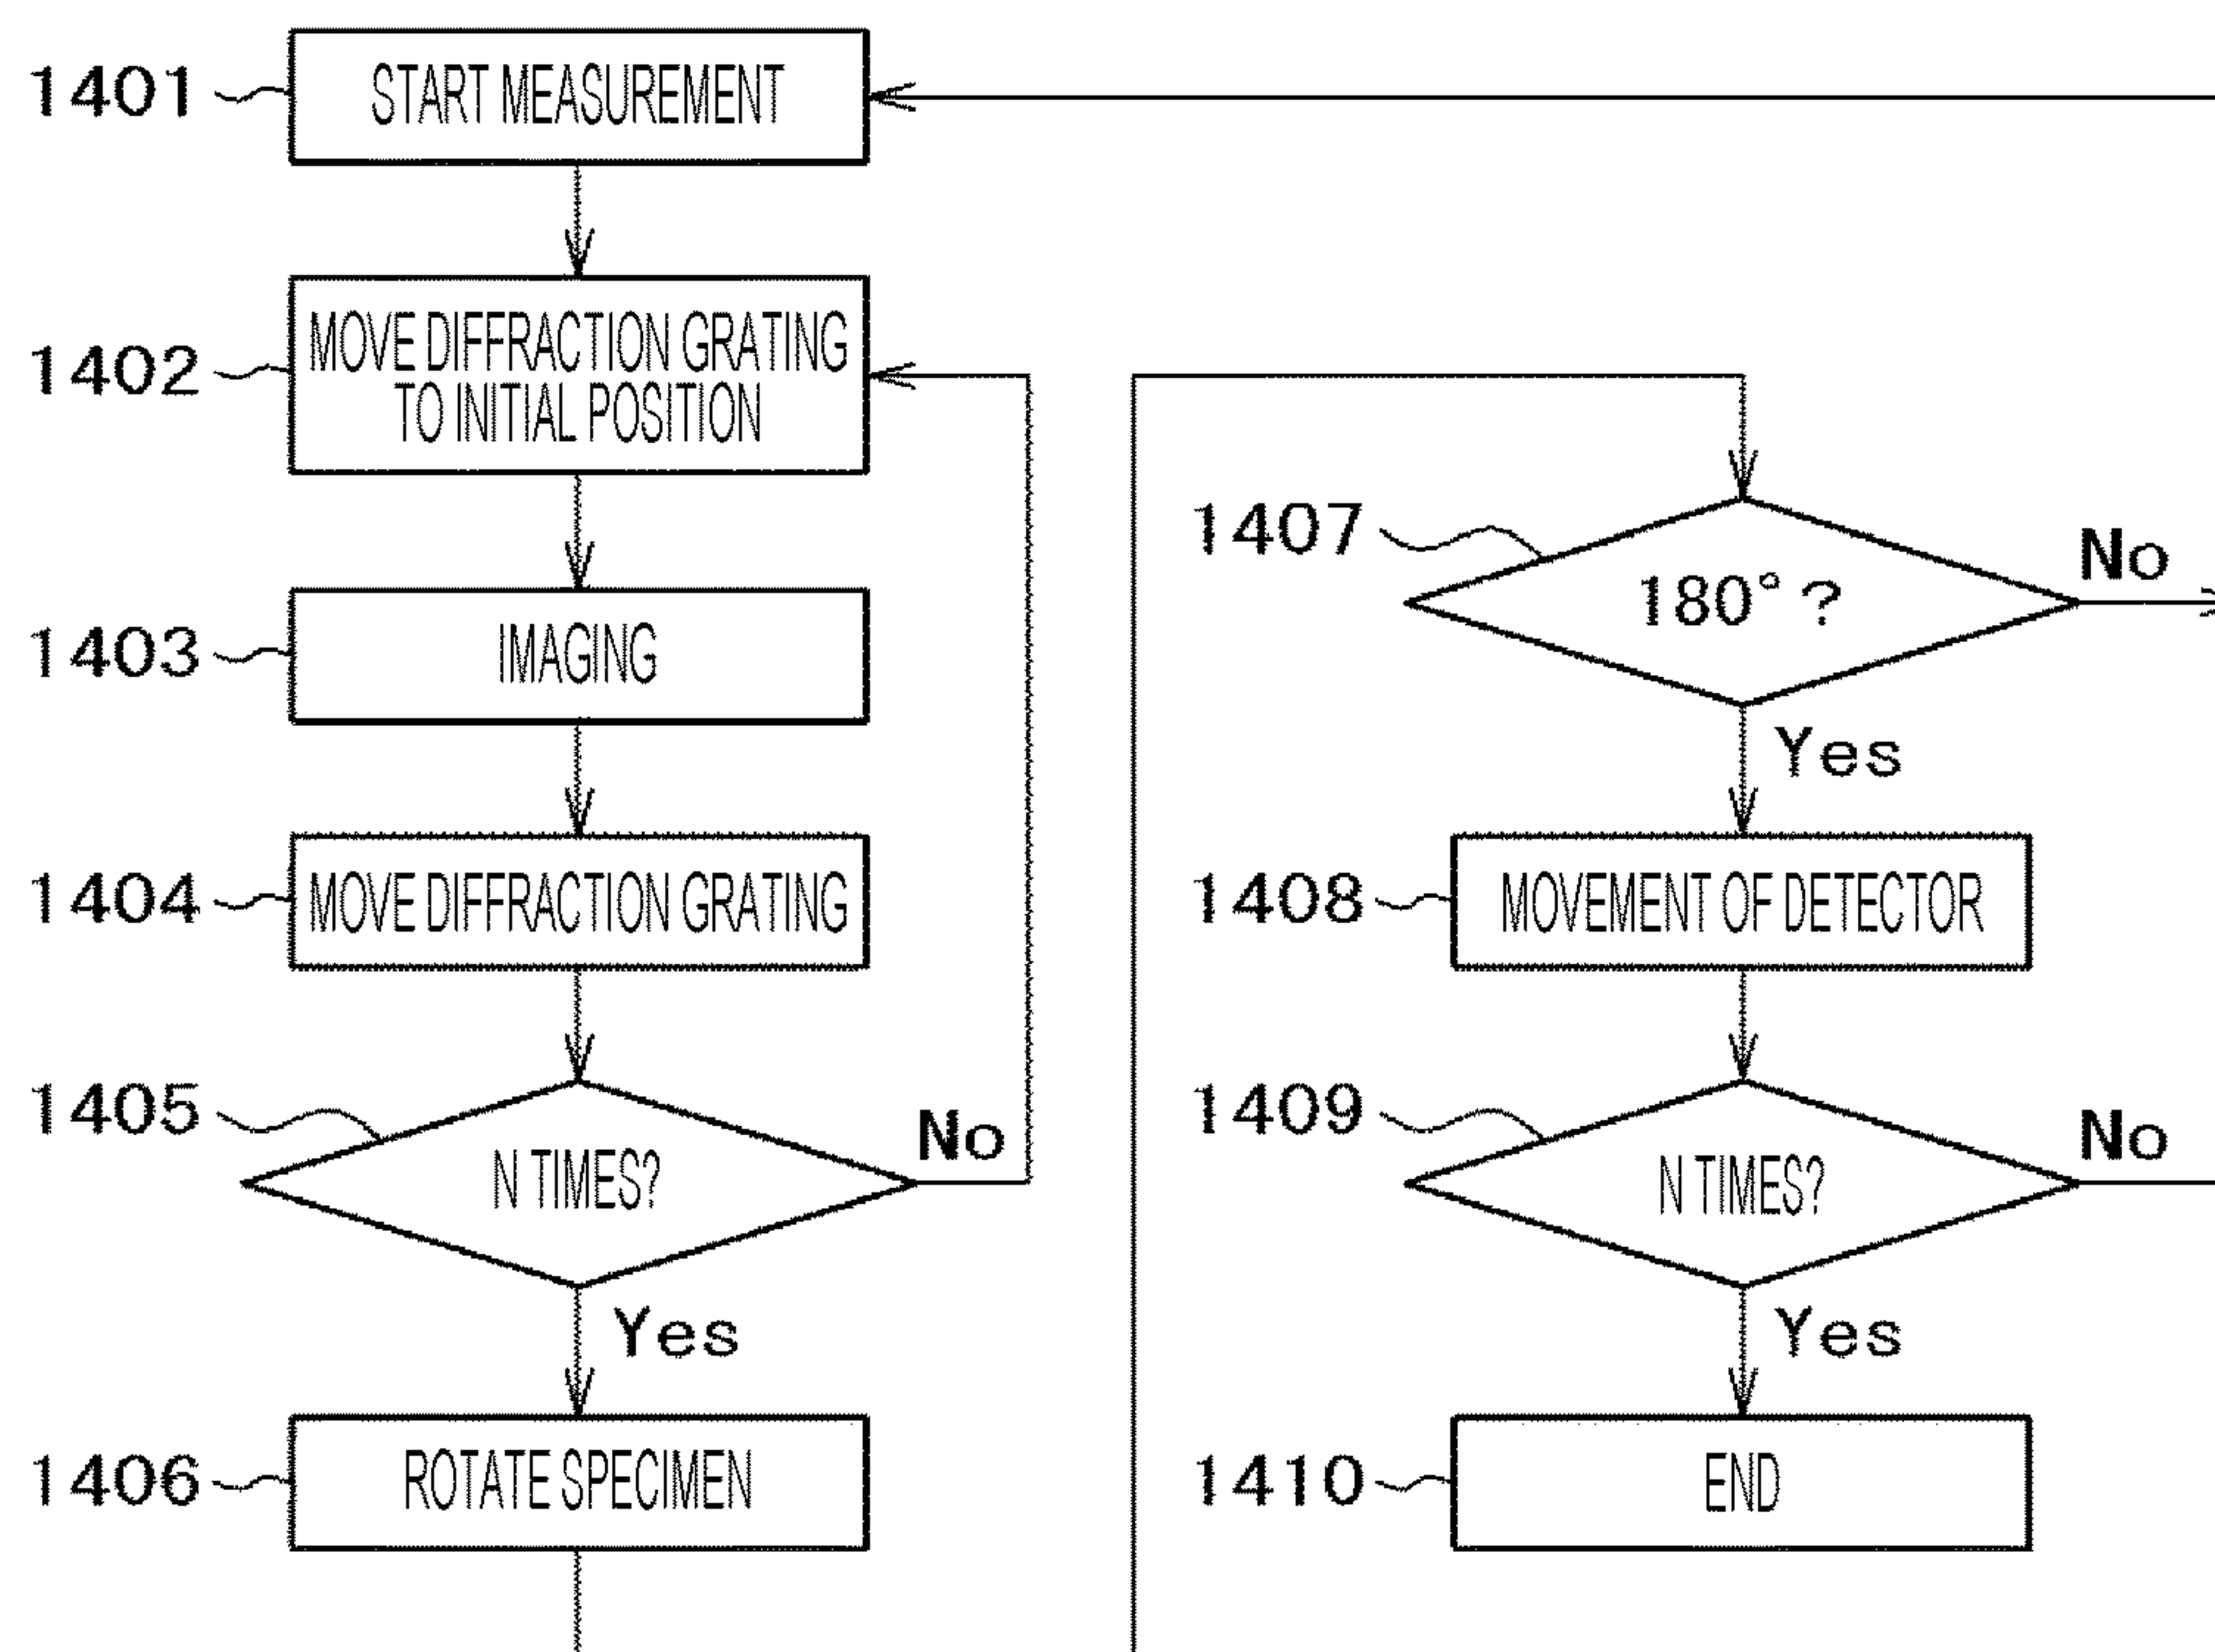 1401
START MEASUREMENT
1402
MOVE DIFFRACTION GRATING
TO INITIAL POSITION
1403
IMAGING
1404
MOVE DIFFRACTION GRATING
1405
N TIMES?
No
Yes
1406
ROTATE SPECIMEN
1407
180°?
No
Yes
1408
MOVEMENT OF DETECTOR
1409
N TIMES?
No
Yes
1410
END